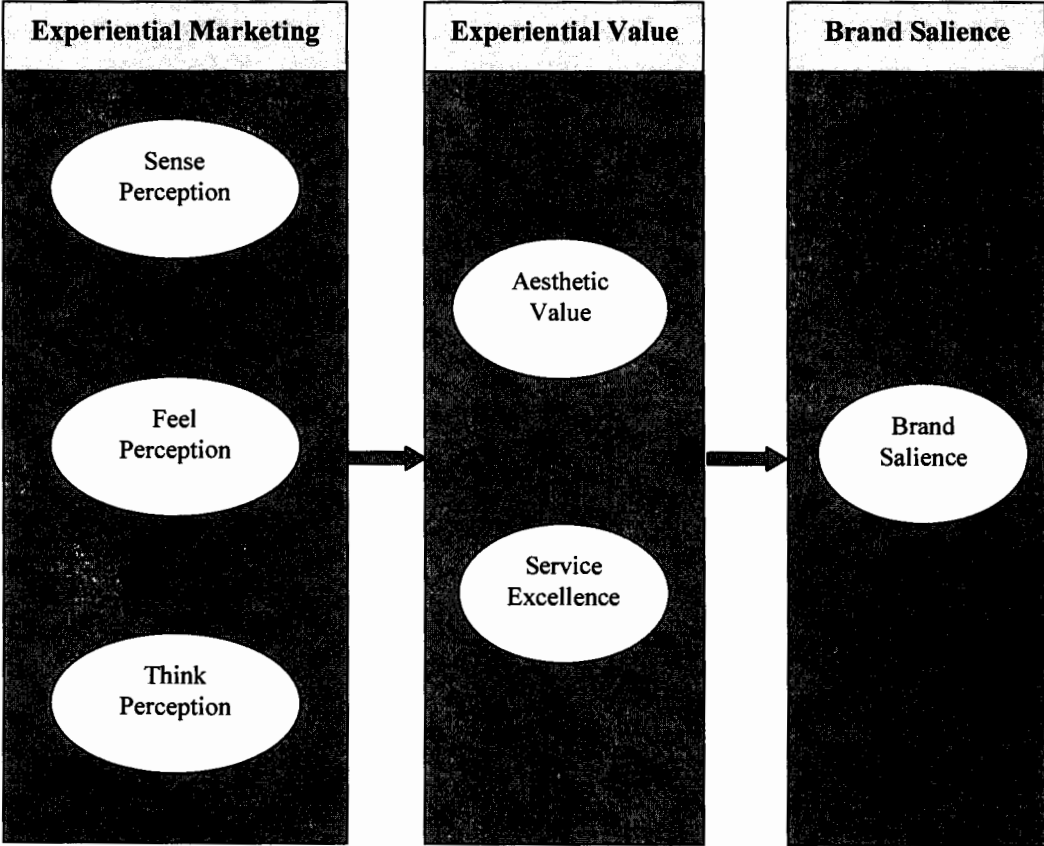 Experiential Marketing
Sense
Perception
Feel
Perception
Think
Perception
Experiential Value
Aesthetic
Value
Service
Excellence
Brand Salience
Brand
Salience